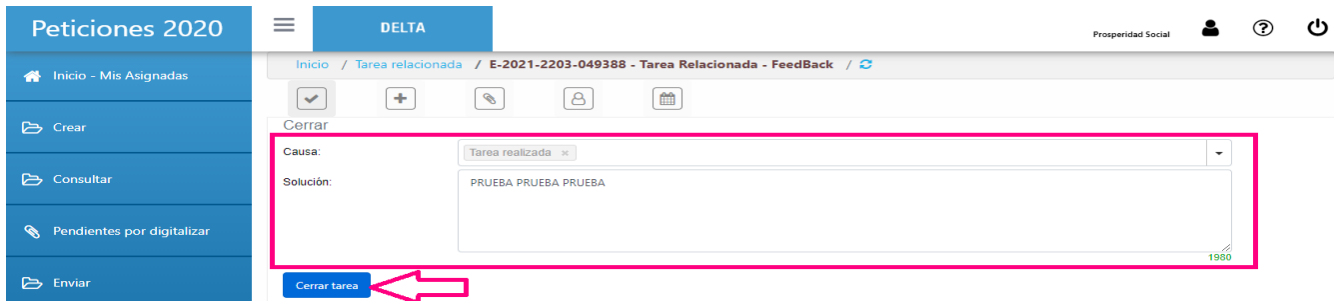 Peticiones 2020
DELTA
Prosperidad Social
Inicio - Mis Asignadas
Crear
Consultar
Pendientes por digitalizar
Enviar
Inicio / Tarea relacionada / E-2021-2203-049388 - Tarea Relacionada - FeedBack /
Cerrar
Causa:
Tarea realizada ×
Solución:
PRUEBA PRUEBA PRUEBA
1980
Cerrar tarea